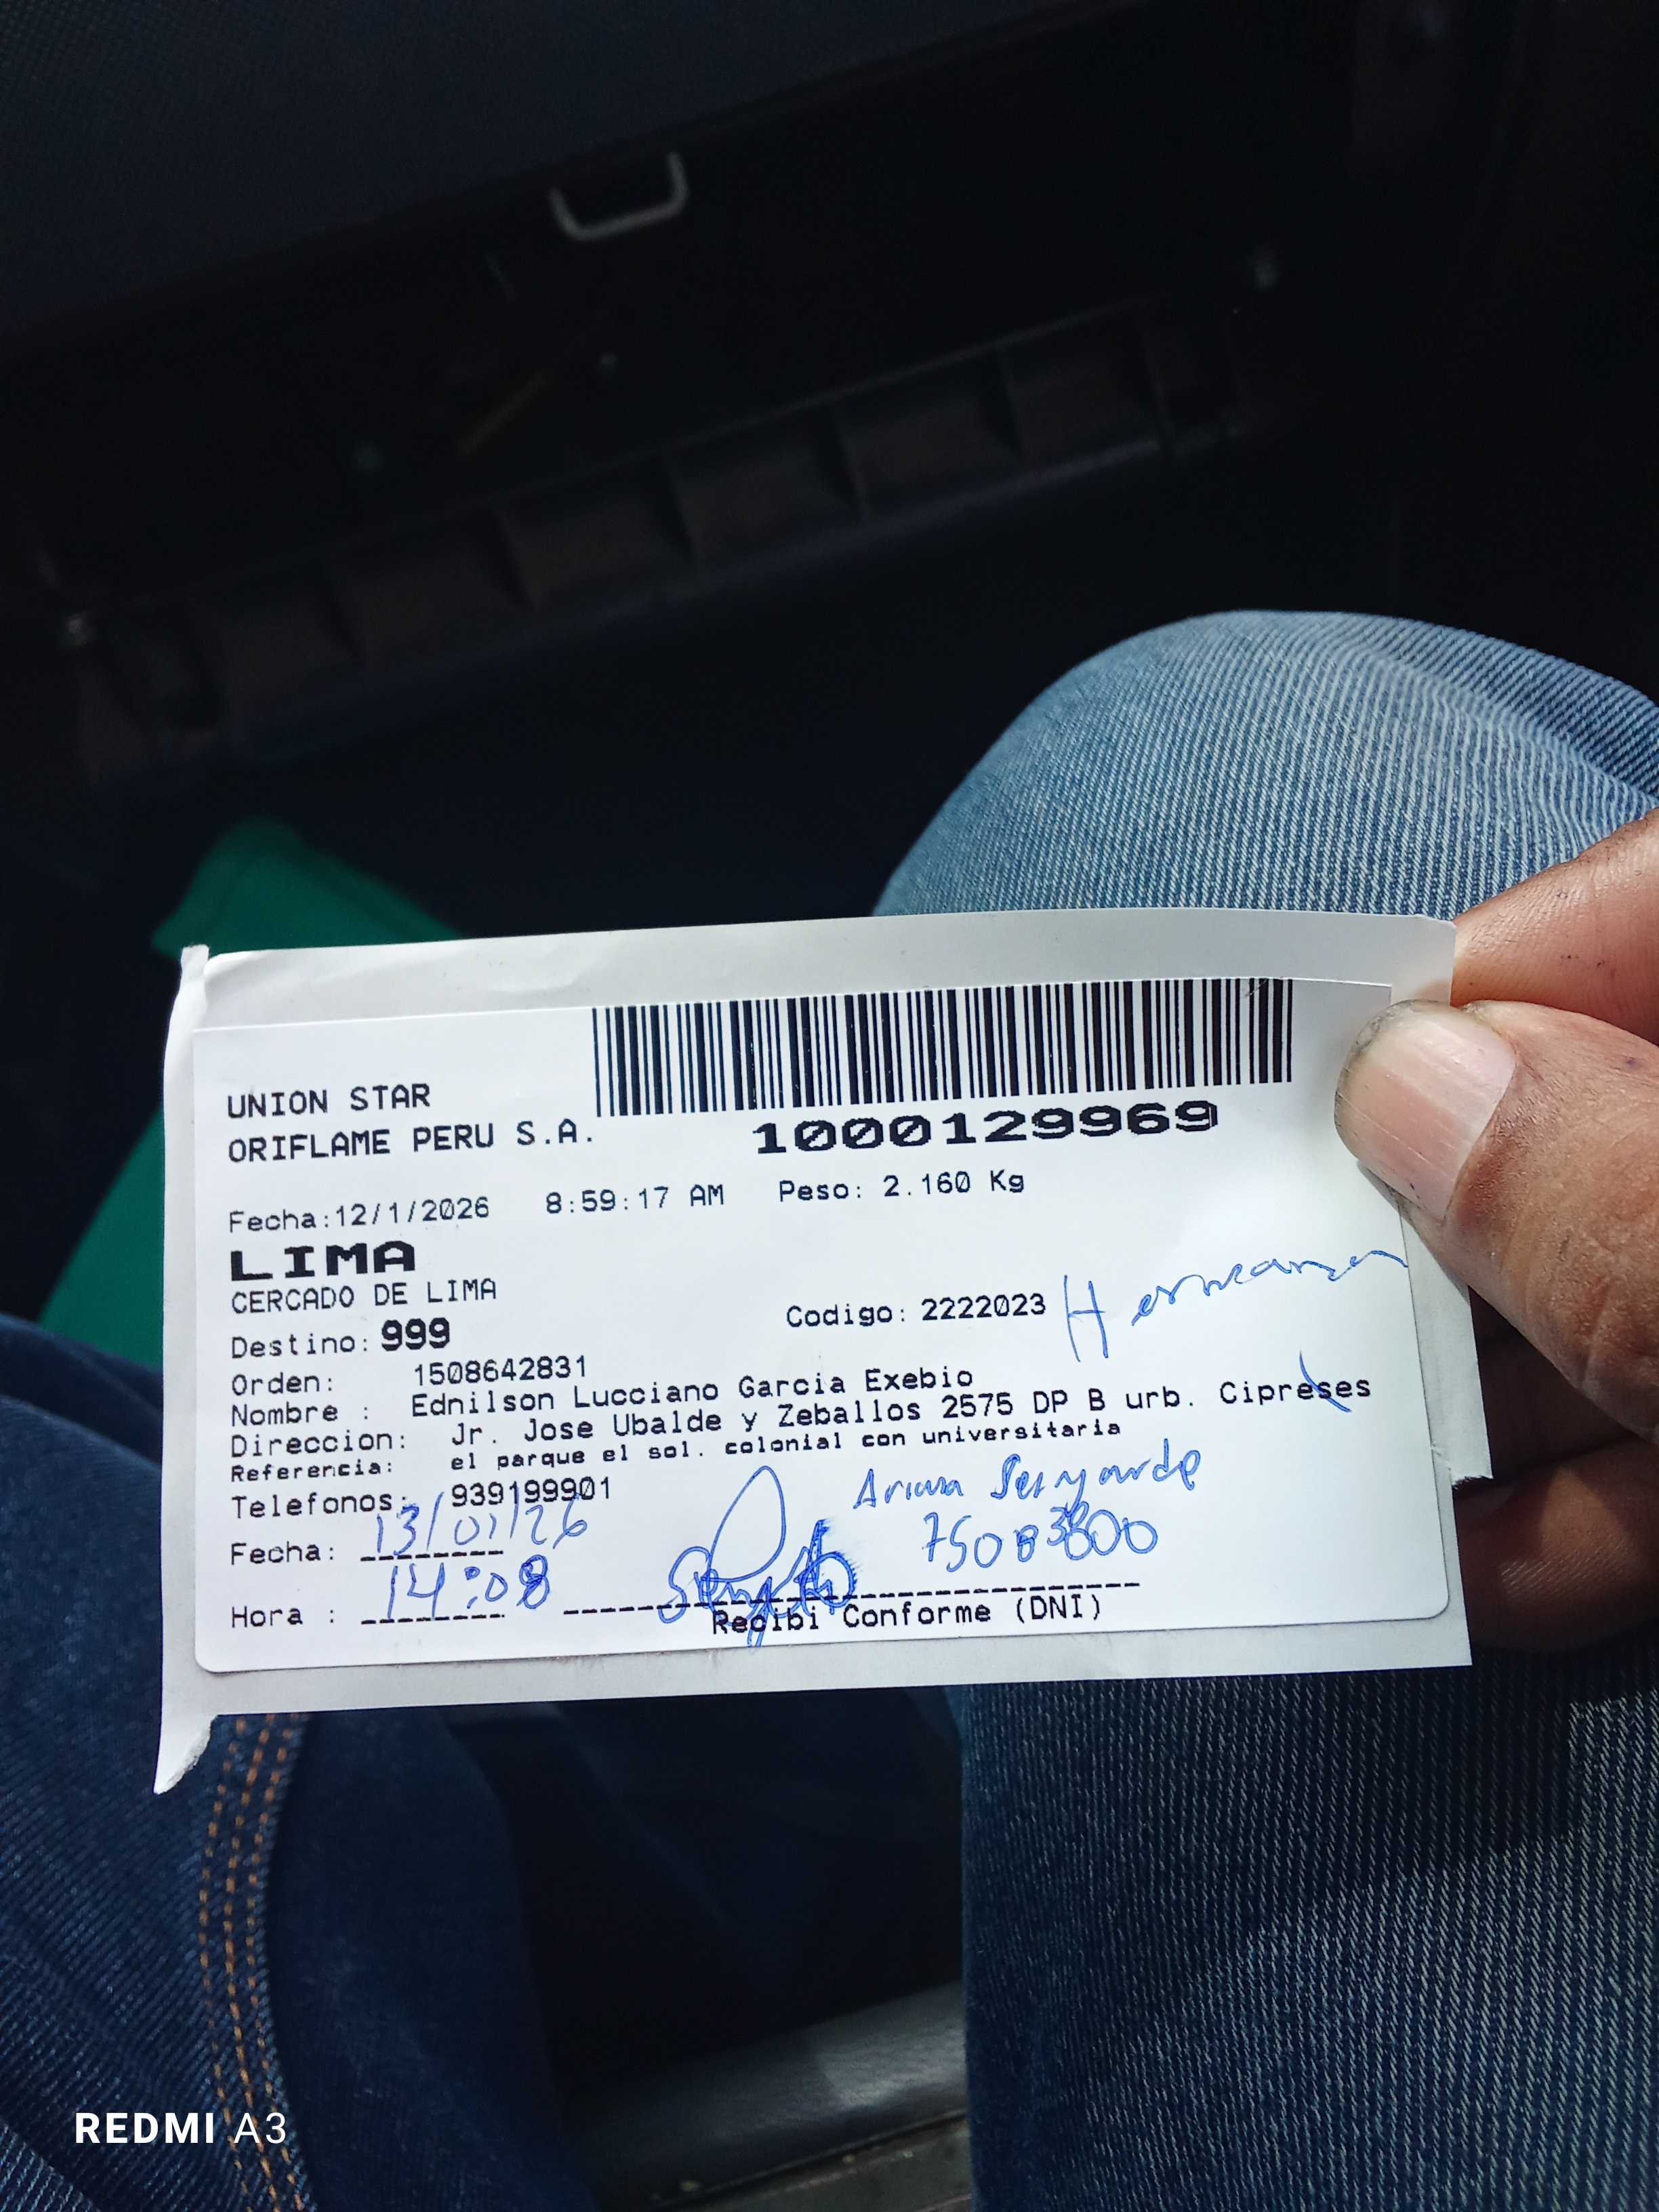 UNION STAR
ORIFLAME PERU S.A.
1000129969
Fecha:12/1/2026 8:59:17 AM Peso: 2.160 Kg
LIMA
CERCADO DE LIMA
Destino: 999 Codigo: 2222023
Orden: 1508642831
Nombre : Ednilson Lucciano Garcia Exebio
Direccion: Jr. Jose Ubalde y Zeballos 2575 DP B urb. Cipreses
Referencia: el parque el sol. colonial con universitaria
Telefonos: 939199901
Fecha: 13/01/26
Hora : 14:08
Recibi Conforme (DNI)
REDMI A3